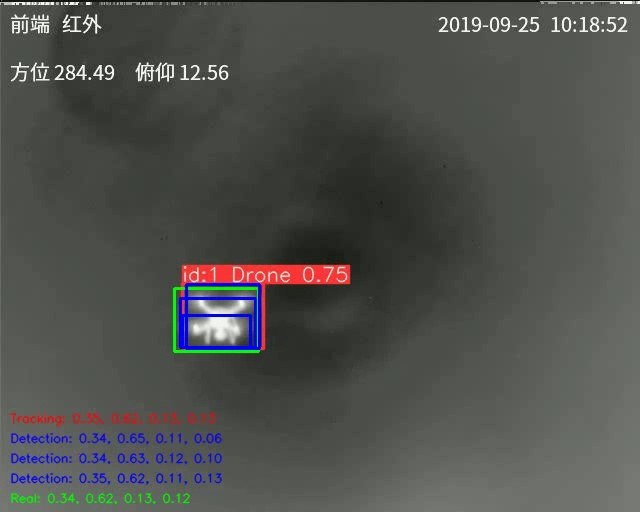 前端 红外 2019-09-25 10:18:52
方位 284.49 俯仰 12.56
id:1 Drone 0.75
Tracking: 0.35, 0.62, 0.13, 0.13
Detection: 0.34, 0.65, 0.11, 0.06
Detection: 0.34, 0.63, 0.12, 0.10
Detection: 0.35, 0.62, 0.11, 0.13
Real: 0.34, 0.62, 0.13, 0.12